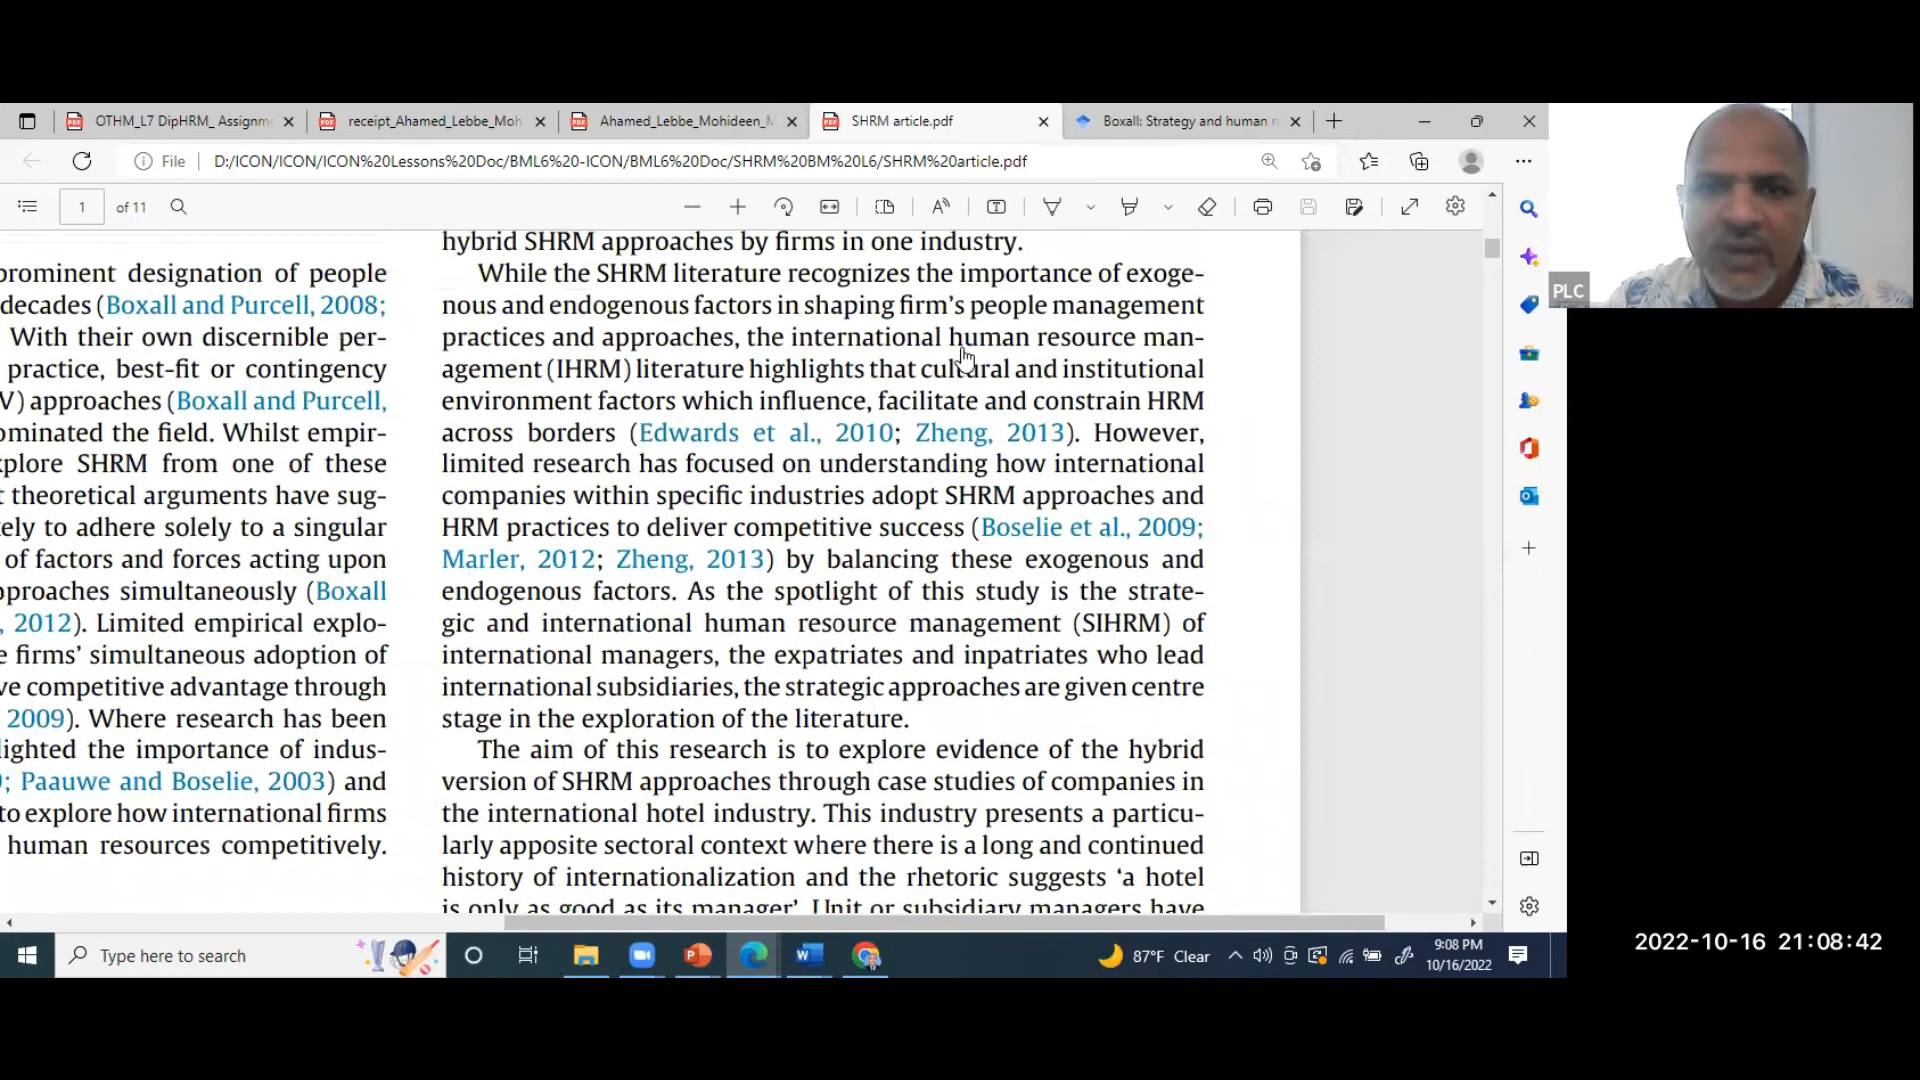 OTHM_L7 DipHRM_ Assignm
receipt_Ahamed_Lebbe_Moh
Ahamed_Lebbe_Mohideen_M
SHRM article.pdf
Boxall: Strategy and human r
File
D:/ICON/ICON/ICON%20Lessons%20Doc/BML6%20-ICON/BML6%20Doc/SHRM%20BM%20L6/SHRM%20article.pdf
1 of 11
prominent designation of people
decades (Boxall and Purcell, 2008;
With their own discernible per-
practice, best-fit or contingency
V) approaches (Boxall and Purcell,
ominated the field. Whilst empir-
xplore SHRM from one of these
t theoretical arguments have sug-
ely to adhere solely to a singular
of factors and forces acting upon
pproaches simultaneously (Boxall
, 2012). Limited empirical explo-
e firms' simultaneous adoption of
ve competitive advantage through
2009). Where research has been
lighted the importance of indus-
; Paauwe and Boselie, 2003) and
to explore how international firms
human resources competitively.
hybrid SHRM approaches by firms in one industry.
While the SHRM literature recognizes the importance of exoge-
nous and endogenous factors in shaping firm's people management
practices and approaches, the international human resource man-
agement (IHRM) literature highlights that cultural and institutional
environment factors which influence, facilitate and constrain HRM
across borders (Edwards et al., 2010; Zheng, 2013). However,
limited research has focused on understanding how international
companies within specific industries adopt SHRM approaches and
HRM practices to deliver competitive success (Boselie et al., 2009;
Marler, 2012; Zheng, 2013) by balancing these exogenous and
endogenous factors. As the spotlight of this study is the strate-
gic and international human resource management (SIHRM) of
international managers, the expatriates and inpatriates who lead
international subsidiaries, the strategic approaches are given centre
stage in the exploration of the literature.
The aim of this research is to explore evidence of the hybrid
version of SHRM approaches through case studies of companies in
the international hotel industry. This industry presents a particu-
larly apposite sectoral context where there is a long and continued
history of internationalization and the rhetoric suggests 'a hotel
is only as good as its manager'. Unit or subsidiary managers have
PLC
Type here to search
87°F Clear
9:08 PM
10/16/2022
2022-10-16 21:08:42